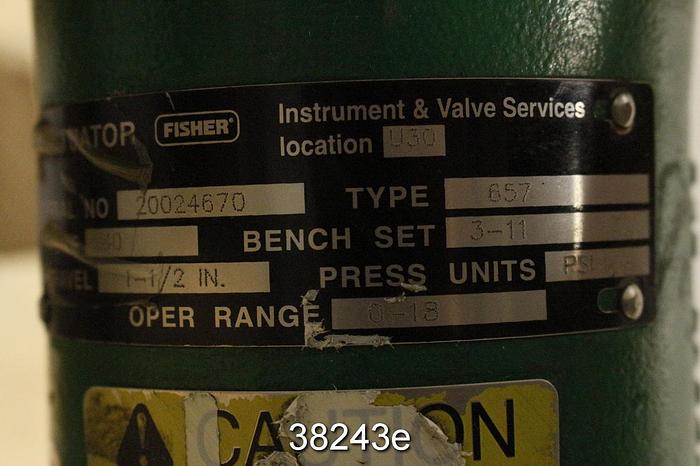 FISHER Instrument & Valve Services
location U30
NO 20024670 TYPE 657
40 BENCH SET 3-11
1-1/2 IN. PRESS UNITS PSI
OPER RANGE 0-18
CAUTION
38243e